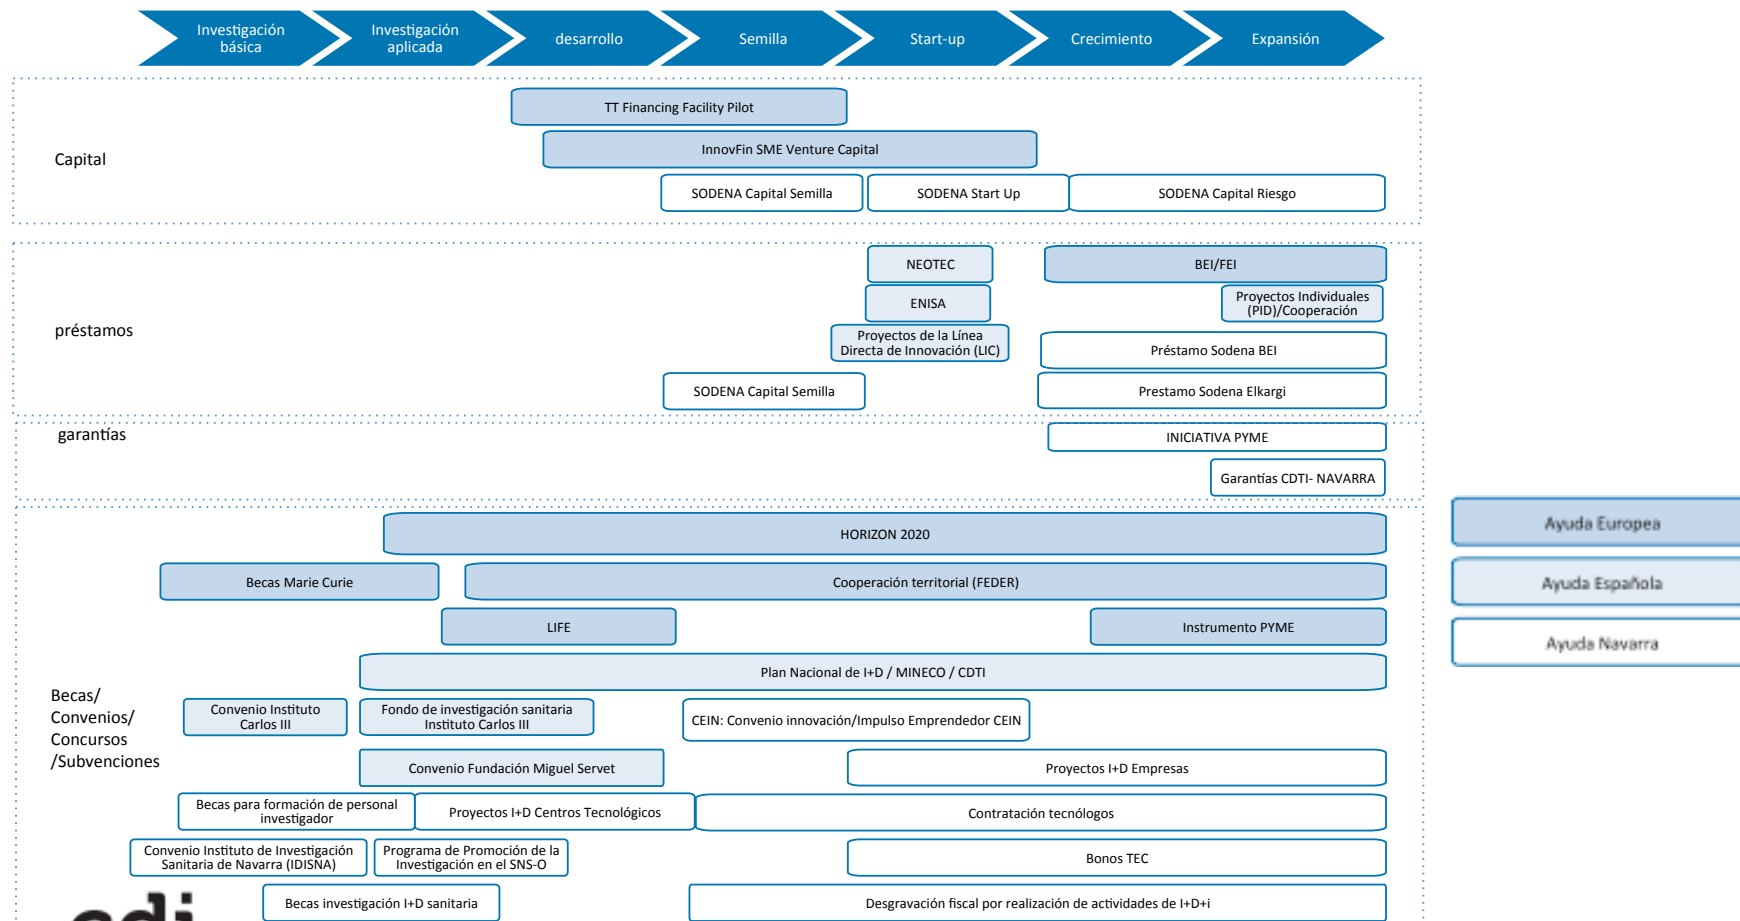 Investigación
básica
Investigación
aplicada
desarrollo
Semilla
Start-up
Crecimiento
Expansión
Capital
TT Financing Facility Pilot
InnovFin SME Venture Capital
SODENA Capital Semilla
SODENA Start Up
SODENA Capital Riesgo
préstamos
NEOTEC
BEI/FEI
ENISA
Proyectos Individuales
(PID)/Cooperación
Proyectos de la Línea
Directa de Innovación (LIC)
Préstamo Sodena BEI
SODENA Capital Semilla
Prestamo Sodena Elkargi
garantías
INICIATIVA PYME
Garantías CDTI- NAVARRA
HORIZON 2020
Becas Marie Curie
Cooperación territorial (FEDER)
LIFE
Instrumento PYME
Plan Nacional de I+D / MINECO / CDTI
Becas/
Convenios/
Concursos
/Subvenciones
Convenio Instituto
Carlos III
Fondo de investigación sanitaria
Instituto Carlos III
CEIN: Convenio innovación/Impulso Emprendedor CEIN
Convenio Fundación Miguel Servet
Proyectos I+D Empresas
Becas para formación de personal
investigador
Proyectos I+D Centros Tecnológicos
Contratación tecnólogos
Convenio Instituto de Investigación
Sanitaria de Navarra (IDISNA)
Programa de Promoción de la
Investigación en el SNS-O
Bonos TEC
Becas investigación I+D sanitaria
Desgravación fiscal por realización de actividades de I+D+i
Ayuda Europea
Ayuda Española
Ayuda Navarra